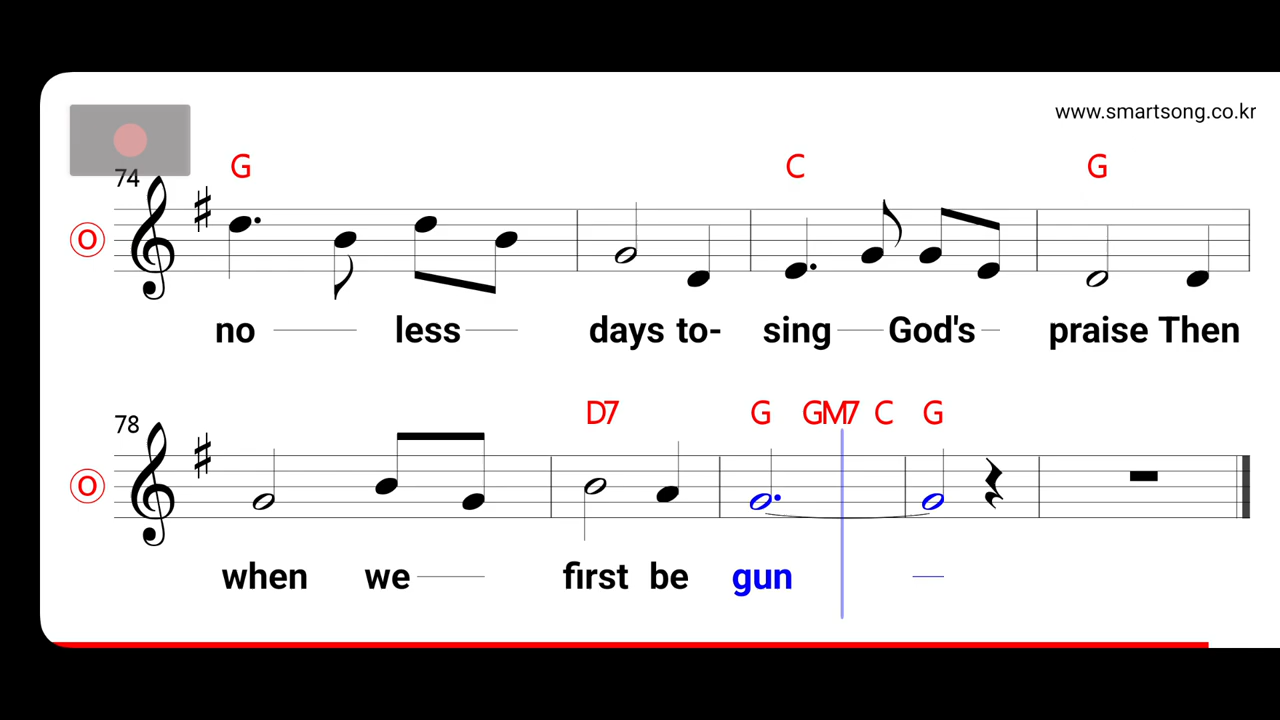 www.smartsong.co.kr
G C G
74
O
no less days to- sing God's praise Then
D7 G GM7 C G
78
O
when we first be gun